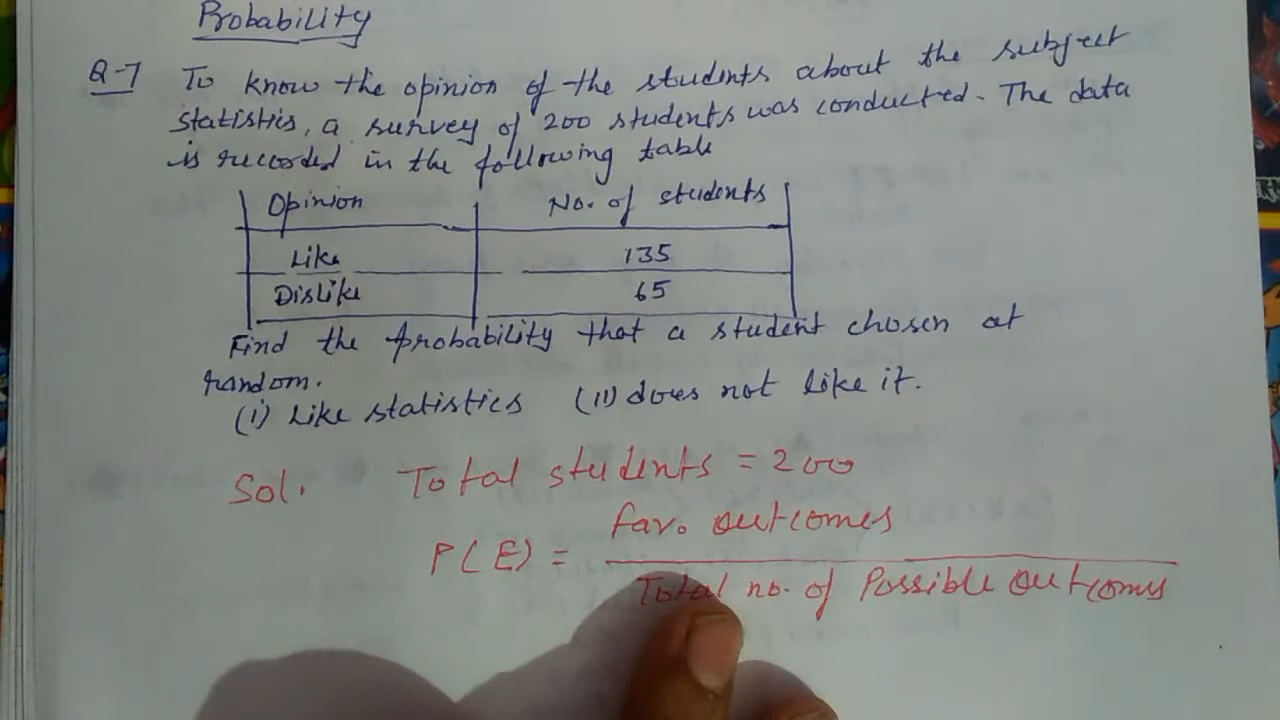 Probability
Q-7 To know the opinion of the students about the subject
statistics, a survey of 200 students was conducted. The data
is recorded in the following table
Opinion No. of students
Like 135
Dislike 65
Find the probability that a student chosen at
random.
(i) Like statistics (ii) does not like it.
Sol. Total students = 200
P(E) = fav. outcomes
Total no. of Possible outcomes